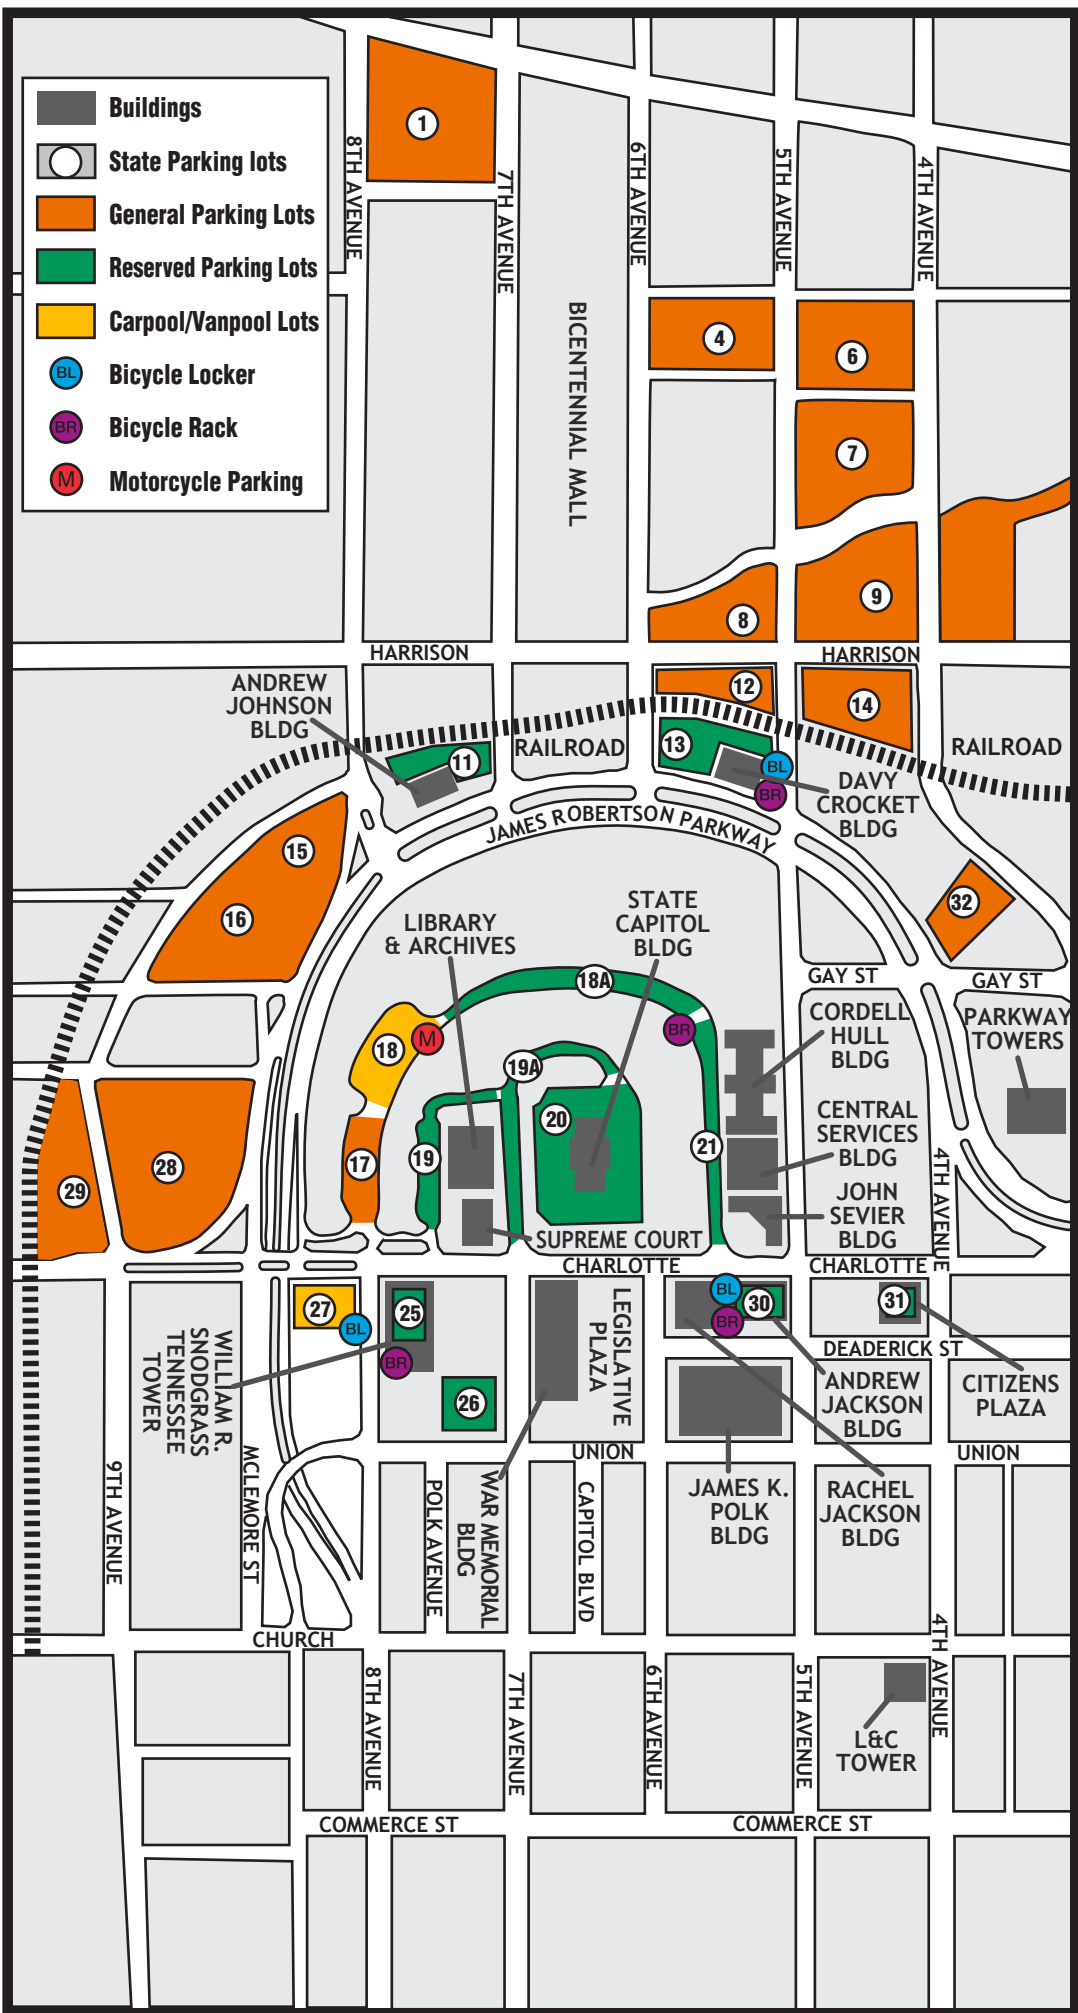 Buildings
State Parking lots
General Parking Lots
Reserved Parking Lots
Carpool/Vanpool Lots
BL
Bicycle Locker
BR
Bicycle Rack
M
Motorcycle Parking
1
8TH AVENUE
7TH AVENUE
6TH AVENUE
5TH AVENUE
4TH AVENUE
BICENTENNIAL MALL
4
6
7
8
9
HARRISON
HARRISON
ANDREW
JOHNSON
BLDG
11
RAILROAD
12
13
14
BL
BR
RAILROAD
DAVY
CROCKET
BLDG
JAMES ROBERTSON PARKWAY
15
16
32
LIBRARY
& ARCHIVES
STATE
CAPITOL
BLDG
GAY ST
GAY ST
18A
BR
CORDELL
HULL
BLDG
PARKWAY
TOWERS
18
M
19A
20
CENTRAL
SERVICES
BLDG
17
19
21
28
29
4TH AVENUE
JOHN
SEVIER
BLDG
SUPREME COURT
CHARLOTTE
CHARLOTTE
27
BL
25
BR
26
BL
30
BR
31
LEGISLATIVE
PLAZA
DEADERICK ST
WILLIAM R.
SNODGRASS
TENNESSEE
TOWER
ANDREW
JACKSON
BLDG
CITIZENS
PLAZA
UNION
UNION
9TH AVENUE
MCLEMORE ST
POLK AVENUE
WAR MEMORIAL
BLDG
CAPITOL BLVD
JAMES K.
POLK
BLDG
RACHEL
JACKSON
BLDG
CHURCH
8TH AVENUE
7TH AVENUE
6TH AVENUE
5TH AVENUE
4TH AVENUE
L&C
TOWER
COMMERCE ST
COMMERCE ST